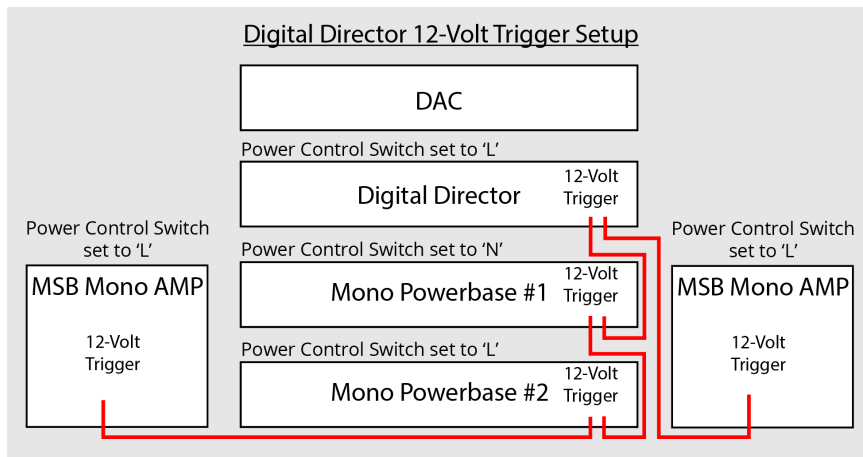 Digital Director 12-Volt Trigger Setup
DAC
Power Control Switch set to ‘L’
Digital Director
12-Volt
Trigger
Power Control Switch
set to ‘L’
MSB Mono AMP
12-Volt
Trigger
Power Control Switch set to ‘N’
Mono Powerbase #1
12-Volt
Trigger
Power Control Switch set to ‘L’
Mono Powerbase #2
12-Volt
Trigger
Power Control Switch
set to ‘L’
MSB Mono AMP
12-Volt
Trigger